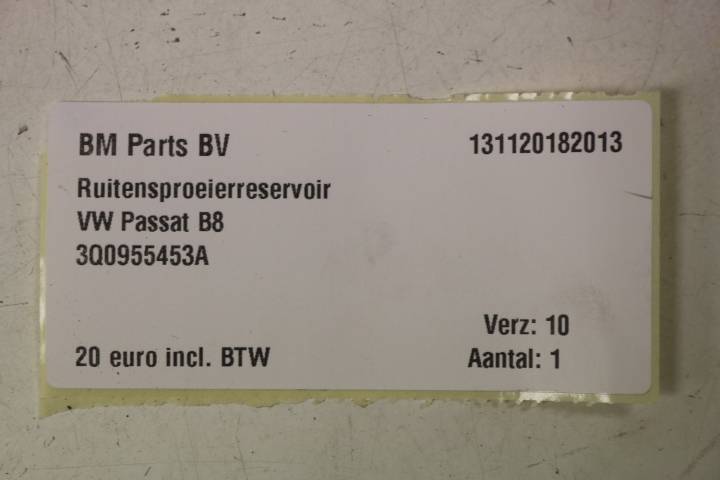 BM Parts BV 131120182013
Ruitensproeierreservoir
VW Passat B8
3Q0955453A
Verz: 10
20 euro incl. BTW Aantal: 1